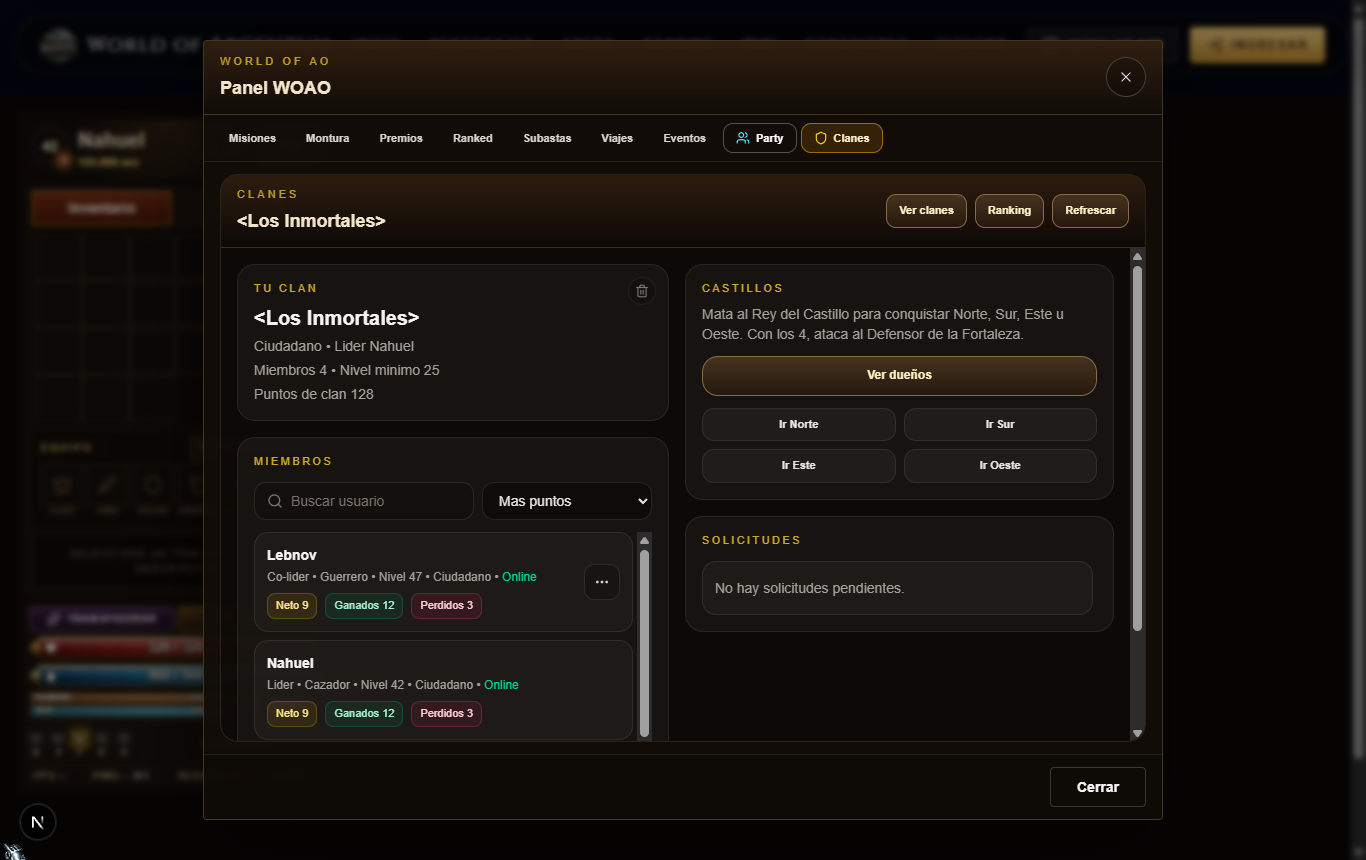 WORLD OF AO
Panel WOAO
Misiones Montura Premios Ranked Subastas Viajes Eventos Party Clanes
CLANES
<Los Inmortales>
Ver clanes Ranking Refrescar
TU CLAN
<Los Inmortales>
Ciudadano • Lider Nahuel
Miembros 4 • Nivel minimo 25
Puntos de clan 128
MIEMBROS
Buscar usuario
Mas puntos
Lebnov
Co-lider • Guerrero • Nivel 47 • Ciudadano • Online
Neto 9 Ganados 12 Perdidos 3
Nahuel
Lider • Cazador • Nivel 42 • Ciudadano • Online
Neto 9 Ganados 12 Perdidos 3
CASTILLOS
Mata al Rey del Castillo para conquistar Norte, Sur, Este u
Oeste. Con los 4, ataca al Defensor de la Fortaleza.
Ver dueños
Ir Norte Ir Sur
Ir Este Ir Oeste
SOLICITUDES
No hay solicitudes pendientes.
Cerrar
WORLD OF
INGRESAR
Nahuel
Inventario
N